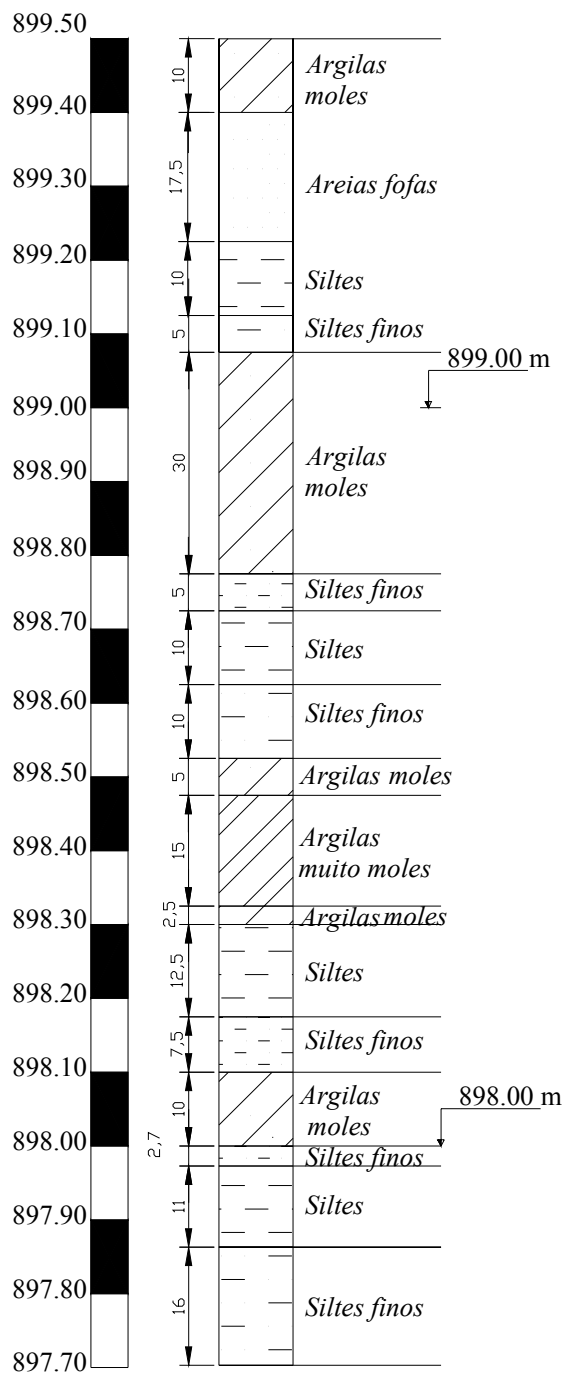 899.50
10
Argilas
moles
899.40
17,5
899.30
Areias fofas
899.20
10
Siltes
899.10
5
Siltes finos
899.00 m
899.00
30
898.90
Argilas
moles
898.80
5
Siltes finos
898.70
10
Siltes
898.60
10
Siltes finos
898.50
5
Argilas moles
898.40
15
Argilas
muito moles
898.30
2,5
Argilas moles
12,5
Siltes
898.20
7,5
Siltes finos
898.10
10
Argilas
moles
898.00 m
898.00
2,7
Siltes finos
11
Siltes
897.90
897.80
16
Siltes finos
897.70